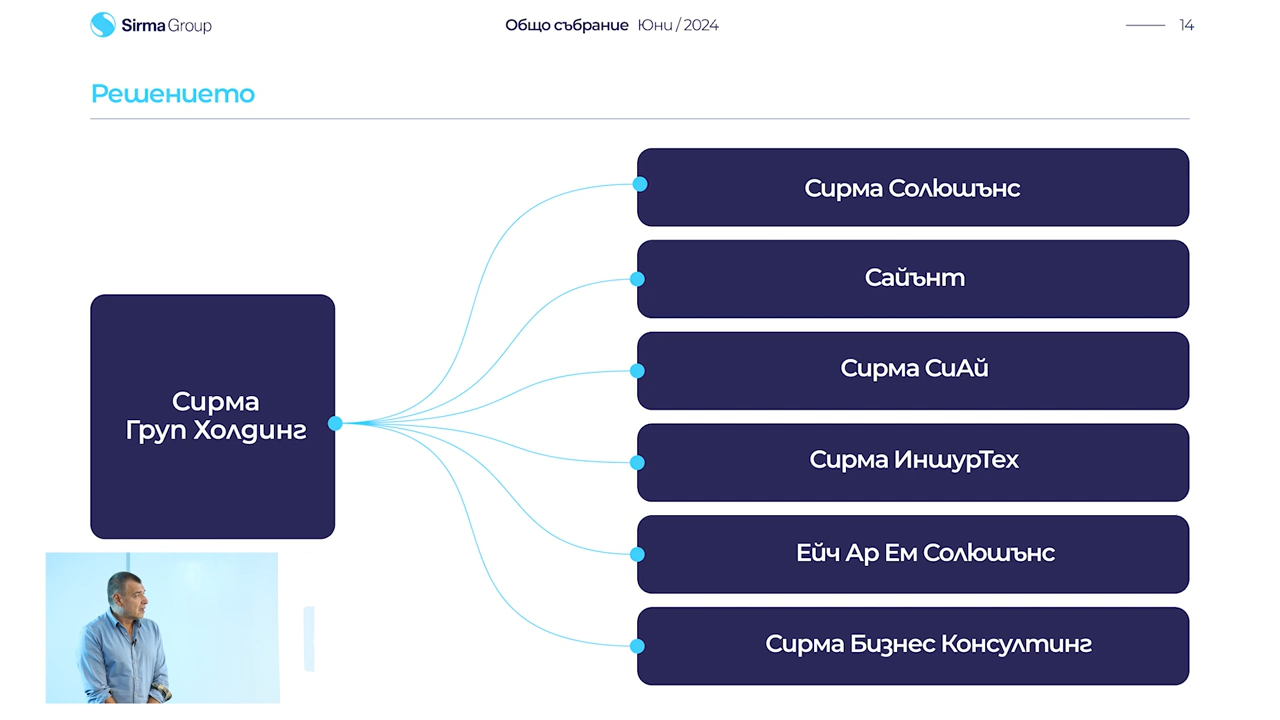 Sirma Group
Общо събрание Юни / 2024
14
Решението
Сирма
Груп Холдинг
Сирма Солюшънс
Сайънт
Сирма СиАй
Сирма ИншурТех
Ейч Ар Ем Солюшънс
Сирма Бизнес Консултинг